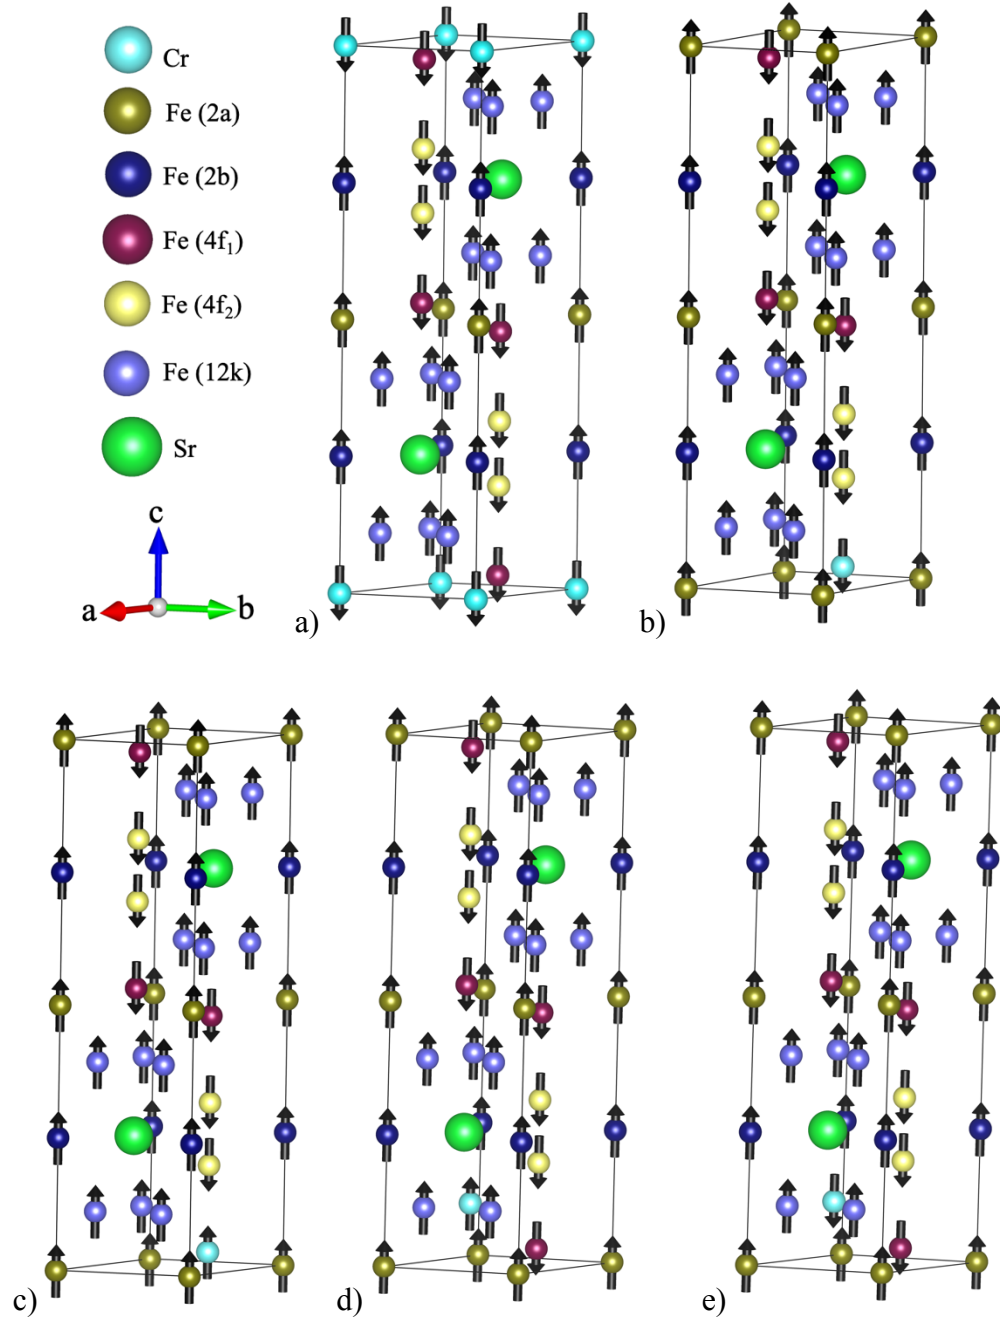 Cr
Fe (2a)
Fe (2b)
Fe (4f₁)
Fe (4f₂)
Fe (12k)
Sr
c
a
b
a)
b)
c)
d)
e)